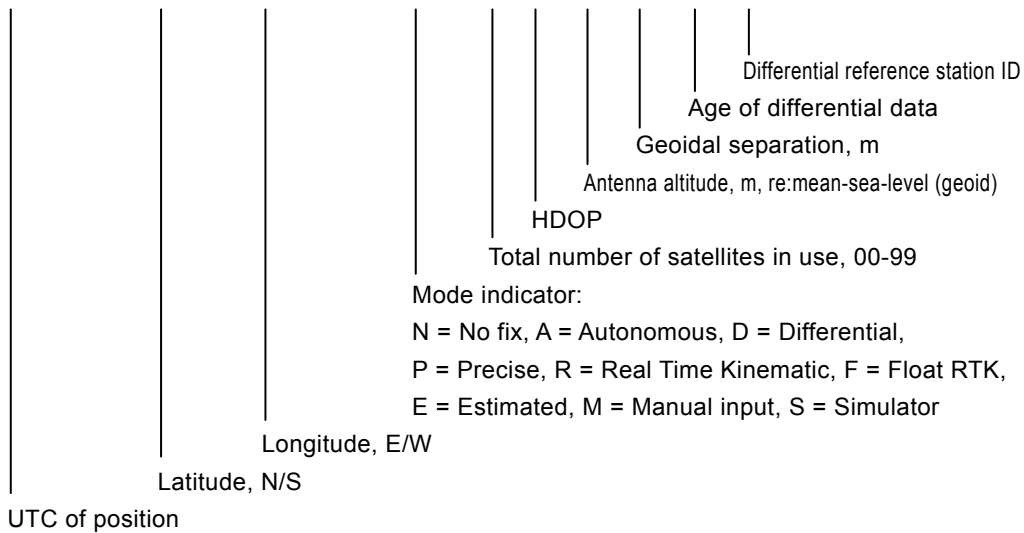 Differential reference station ID
Age of differential data
Geoidal separation, m
Antenna altitude, m, re:mean-sea-level (geoid)
HDOP
Total number of satellites in use, 00-99
Mode indicator:
N = No fix, A = Autonomous, D = Differential,
P = Precise, R = Real Time Kinematic, F = Float RTK,
E = Estimated, M = Manual input, S = Simulator
Longitude, E/W
Latitude, N/S
UTC of position